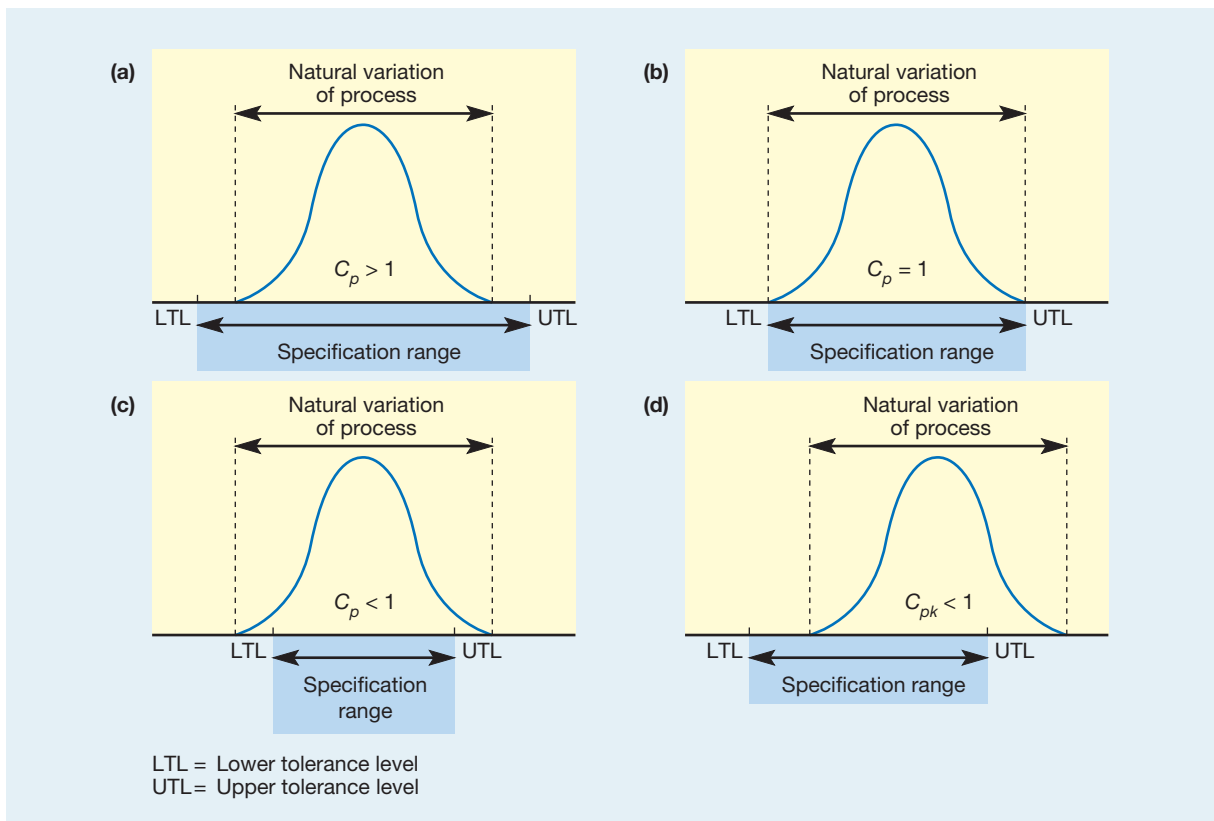 (a)
Natural variation
of process
Cp > 1
LTL
UTL
Specification range
(b)
Natural variation
of process
Cp = 1
LTL
UTL
Specification range
(c)
Natural variation
of process
Cp < 1
LTL
UTL
Specification
range
(d)
Natural variation
of process
Cpk < 1
LTL
UTL
Specification range
LTL = Lower tolerance level
UTL= Upper tolerance level